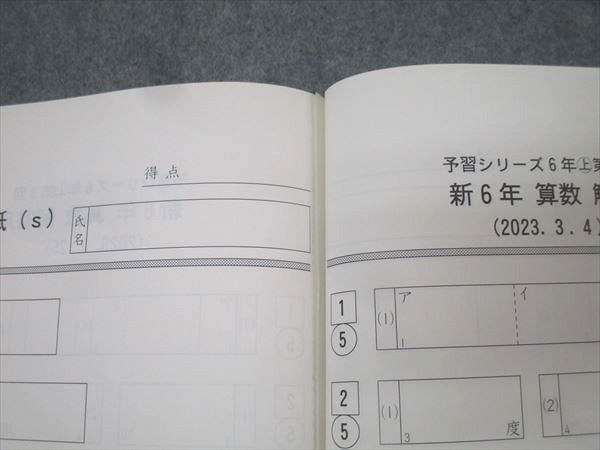 得点
紙(s)
氏名
予習シリーズ6年上第
新6年 算数 解
(2023.3.4)
1
5
(1)
ア
イ
1
2
5
(1)
3
度
(2)
4